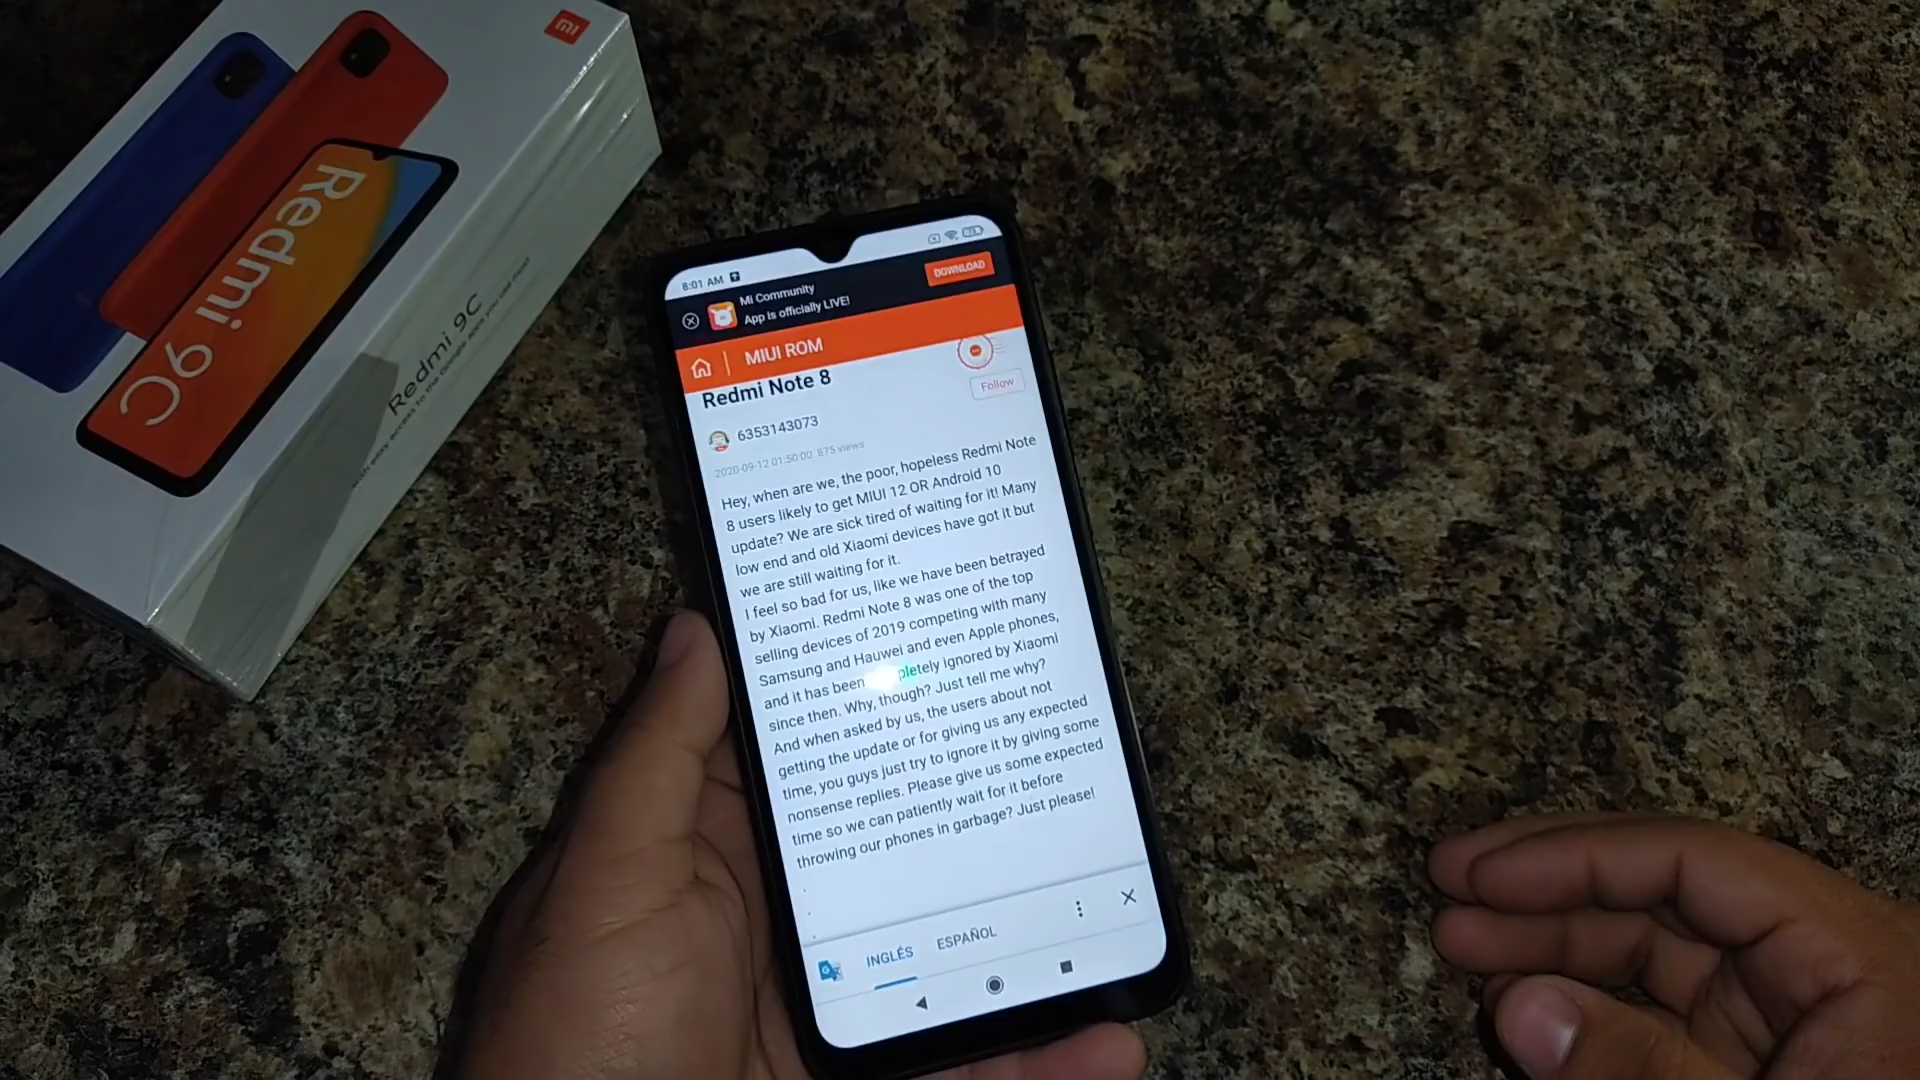 mi
Redmi 9C
Redmi 9C
8:01 AM
Mi Community
App is officially LIVE!
DOWNLOAD
MIUI ROM
Redmi Note 8
Follow
6353143073
2020-09-12 01:50:00 875 views
Hey, when are we, the poor, hopeless Redmi Note
8 users likely to get MIUI 12 OR Android 10
update? We are sick tired of waiting for it! Many
low end and old Xiaomi devices have got it but
we are still waiting for it.
I feel so bad for us, like we have been betrayed
by Xiaomi. Redmi Note 8 was one of the top
selling devices of 2019 competing with many
Samsung and Hauwei and even Apple phones,
and it has been pletely ignored by Xiaomi
since then. Why, though? Just tell me why?
And when asked by us, the users about not
getting the update or for giving us any expected
time, you guys just try to ignore it by giving some
nonsense replies. Please give us some expected
time so we can patiently wait for it before
throwing our phones in garbage? Just please!
.
.
.
INGLÉS ESPAÑOL